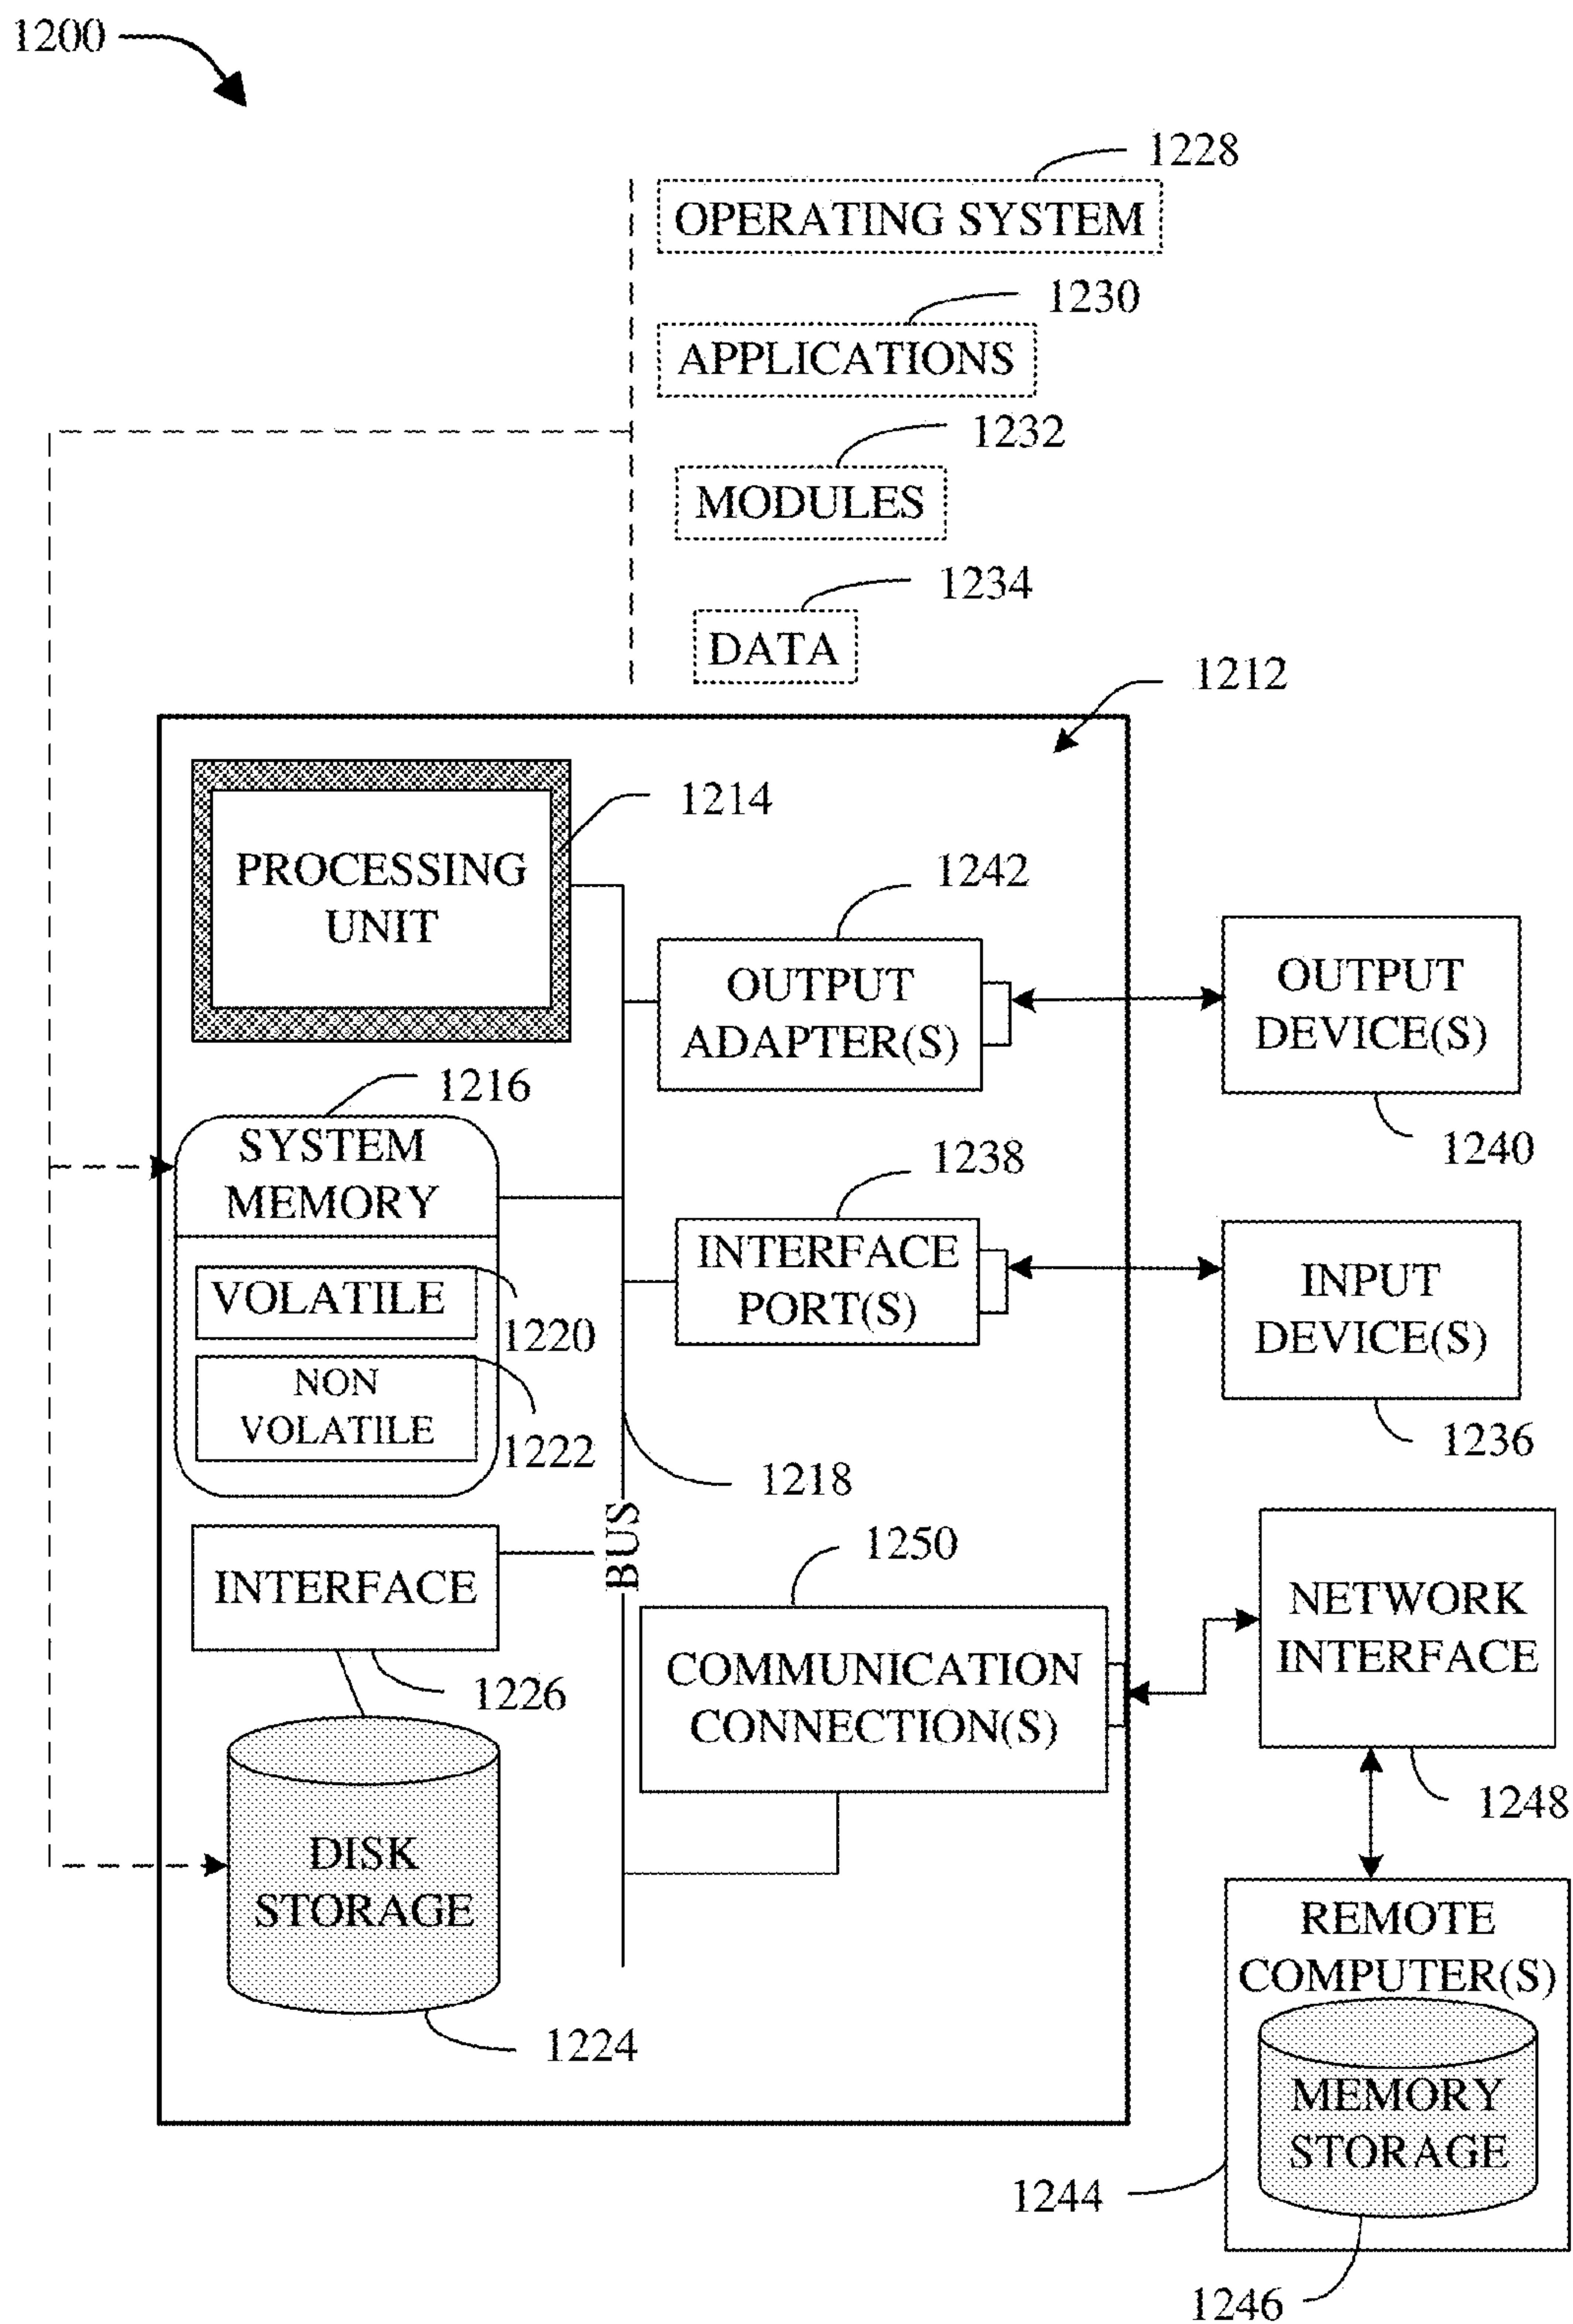 1200
1228
OPERATING SYSTEM
1230
APPLICATIONS
1232
MODULES
1234
DATA
1212
PROCESSING
UNIT
1214
1242
OUTPUT
ADAPTER(S)
OUTPUT
DEVICE(S)
1240
1216
SYSTEM
MEMORY
VOLATILE
1220
NON
VOLATILE
1222
1238
INTERFACE
PORT(S)
INPUT
DEVICE(S)
1236
1218
BUS
INTERFACE
1226
1250
COMMUNICATION
CONNECTION(S)
NETWORK
INTERFACE
1248
DISK
STORAGE
1224
REMOTE
COMPUTER(S)
MEMORY
STORAGE
1244
1246